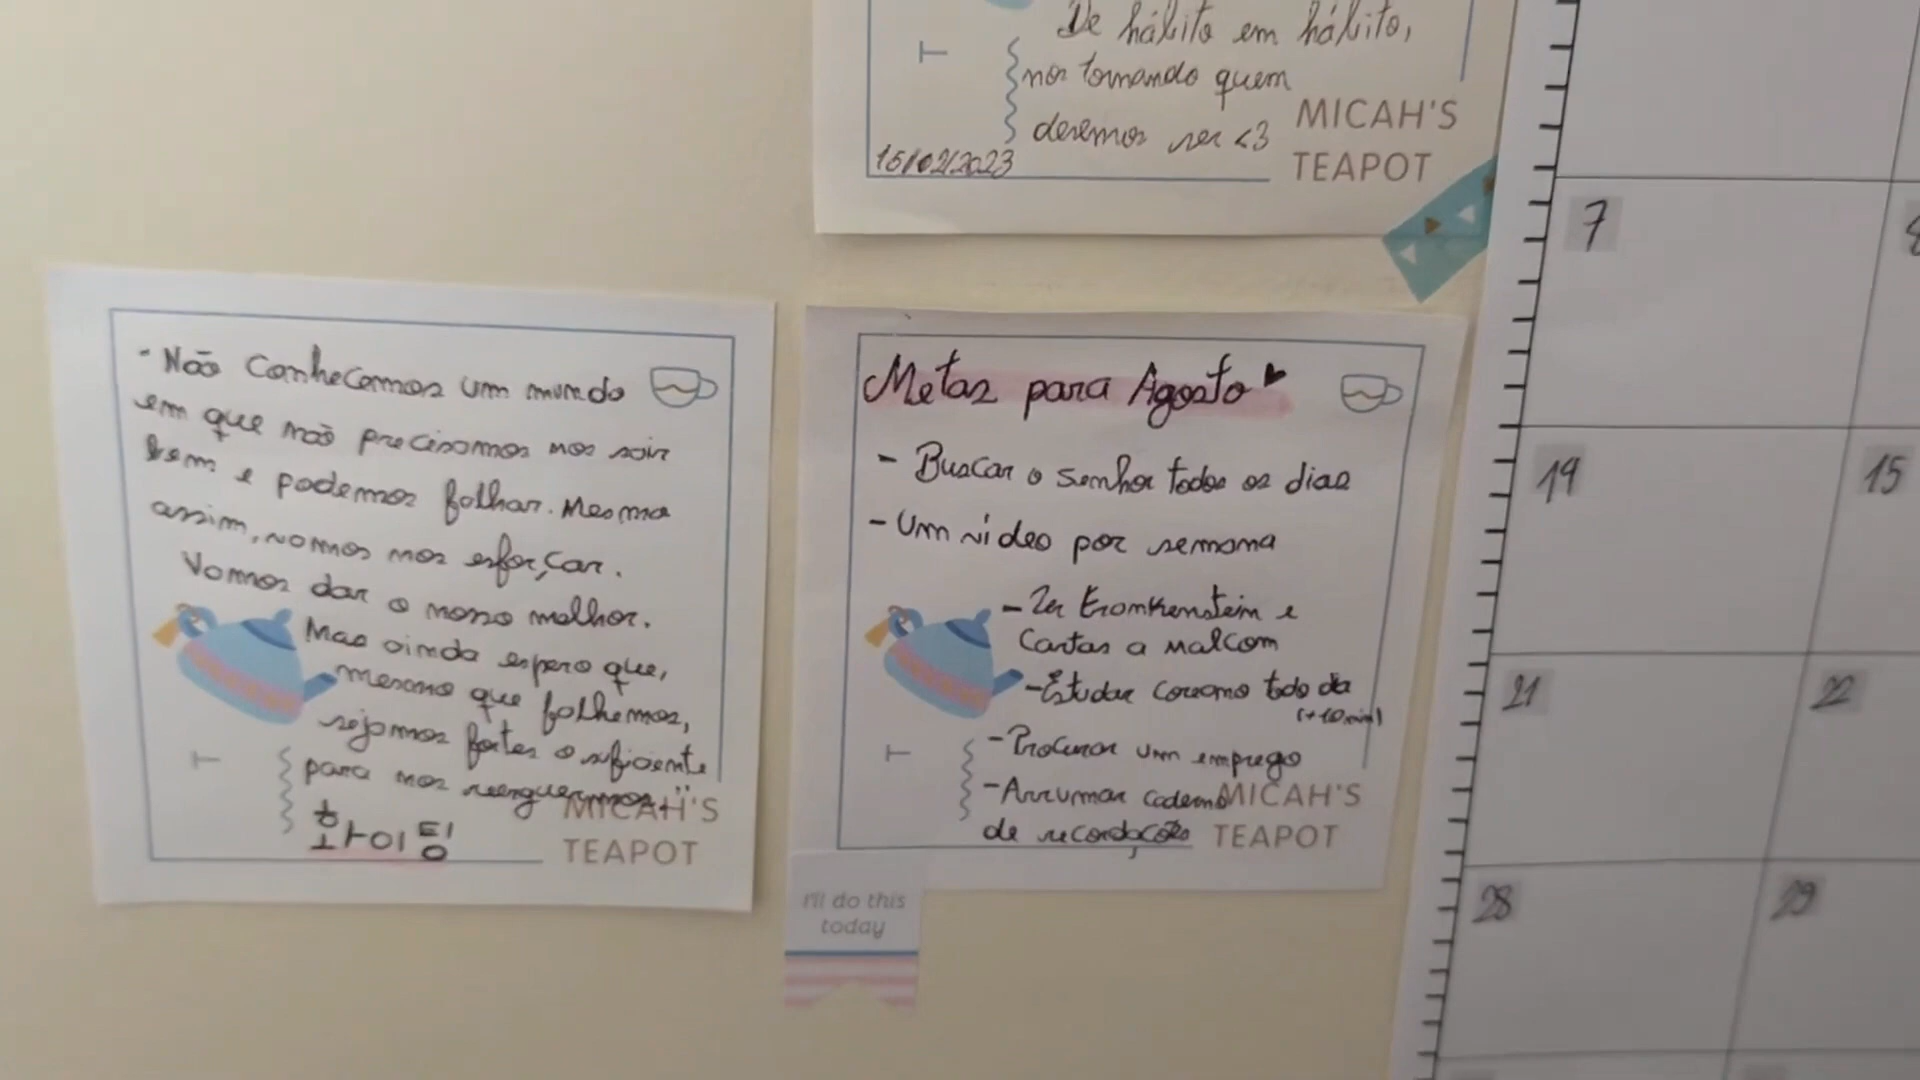 De hábito em hábito,
nos tornando quem
devemos ser <3
15/02/2023
MICAH'S
TEAPOT
- Não conhecemos um mundo
em que não precisamos nos sair
bem e podemos falhar. Mesmo
assim, vamos nos esforçar.
Vamos dar o nosso melhor.
Mas ainda espero que,
mesmo que falhemos,
sejamos fortes o suficiente
para nos reerguermos.
화이팅
MICAH'S
TEAPOT
Metas para Agosto
- Buscar o Senhor todos os dias
- Um vídeo por semana
- Ler Frankenstein e
Cartas a Malcom
- Estudar coreano todo dia
(+10 min)
- Procurar um emprego
- Arrumar caderno
de recordações
MICAH'S
TEAPOT
I'll do this
today
7
8
14
15
21
22
28
29